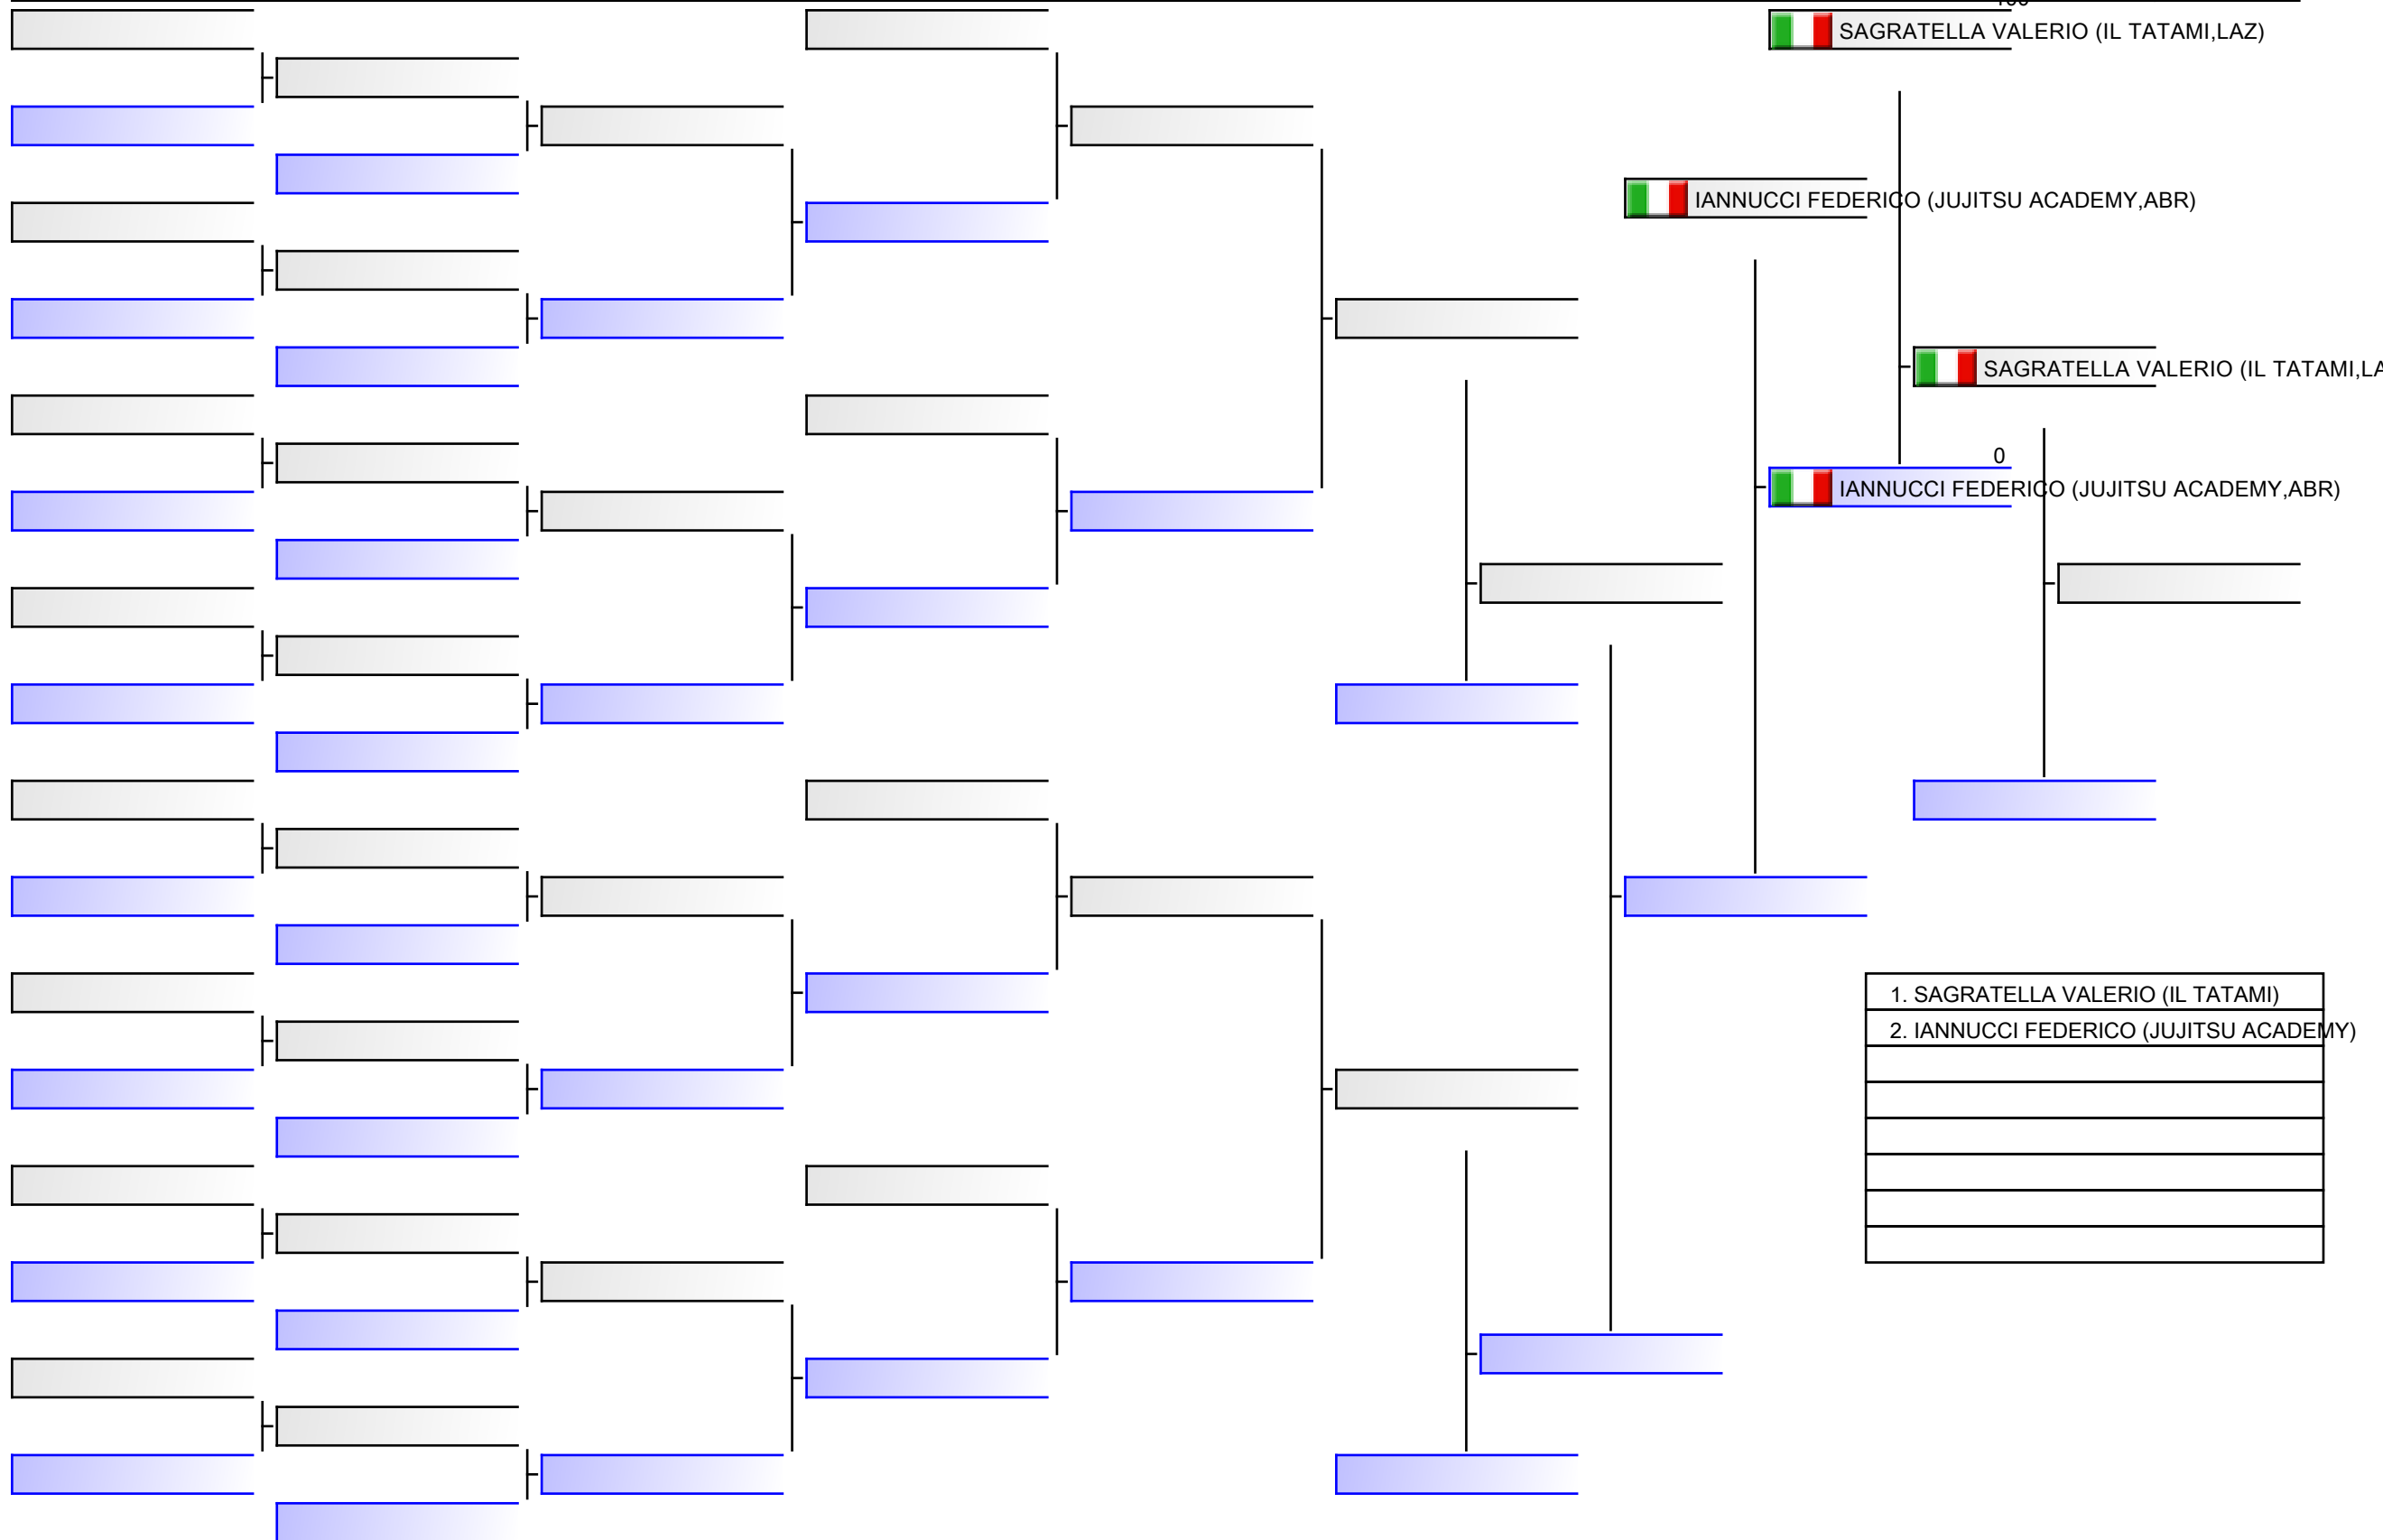 SAGRATELLA VALERIO (IL TATAMI,LAZ)
IANNUCCI FEDERICO (JUJITSU ACADEMY,ABR)
SAGRATELLA VALERIO (IL TATAMI,LA
0
IANNUCCI FEDERICO (JUJITSU ACADEMY,ABR)
1. SAGRATELLA VALERIO (IL TATAMI)
2. IANNUCCI FEDERICO (JUJITSU ACADEMY)